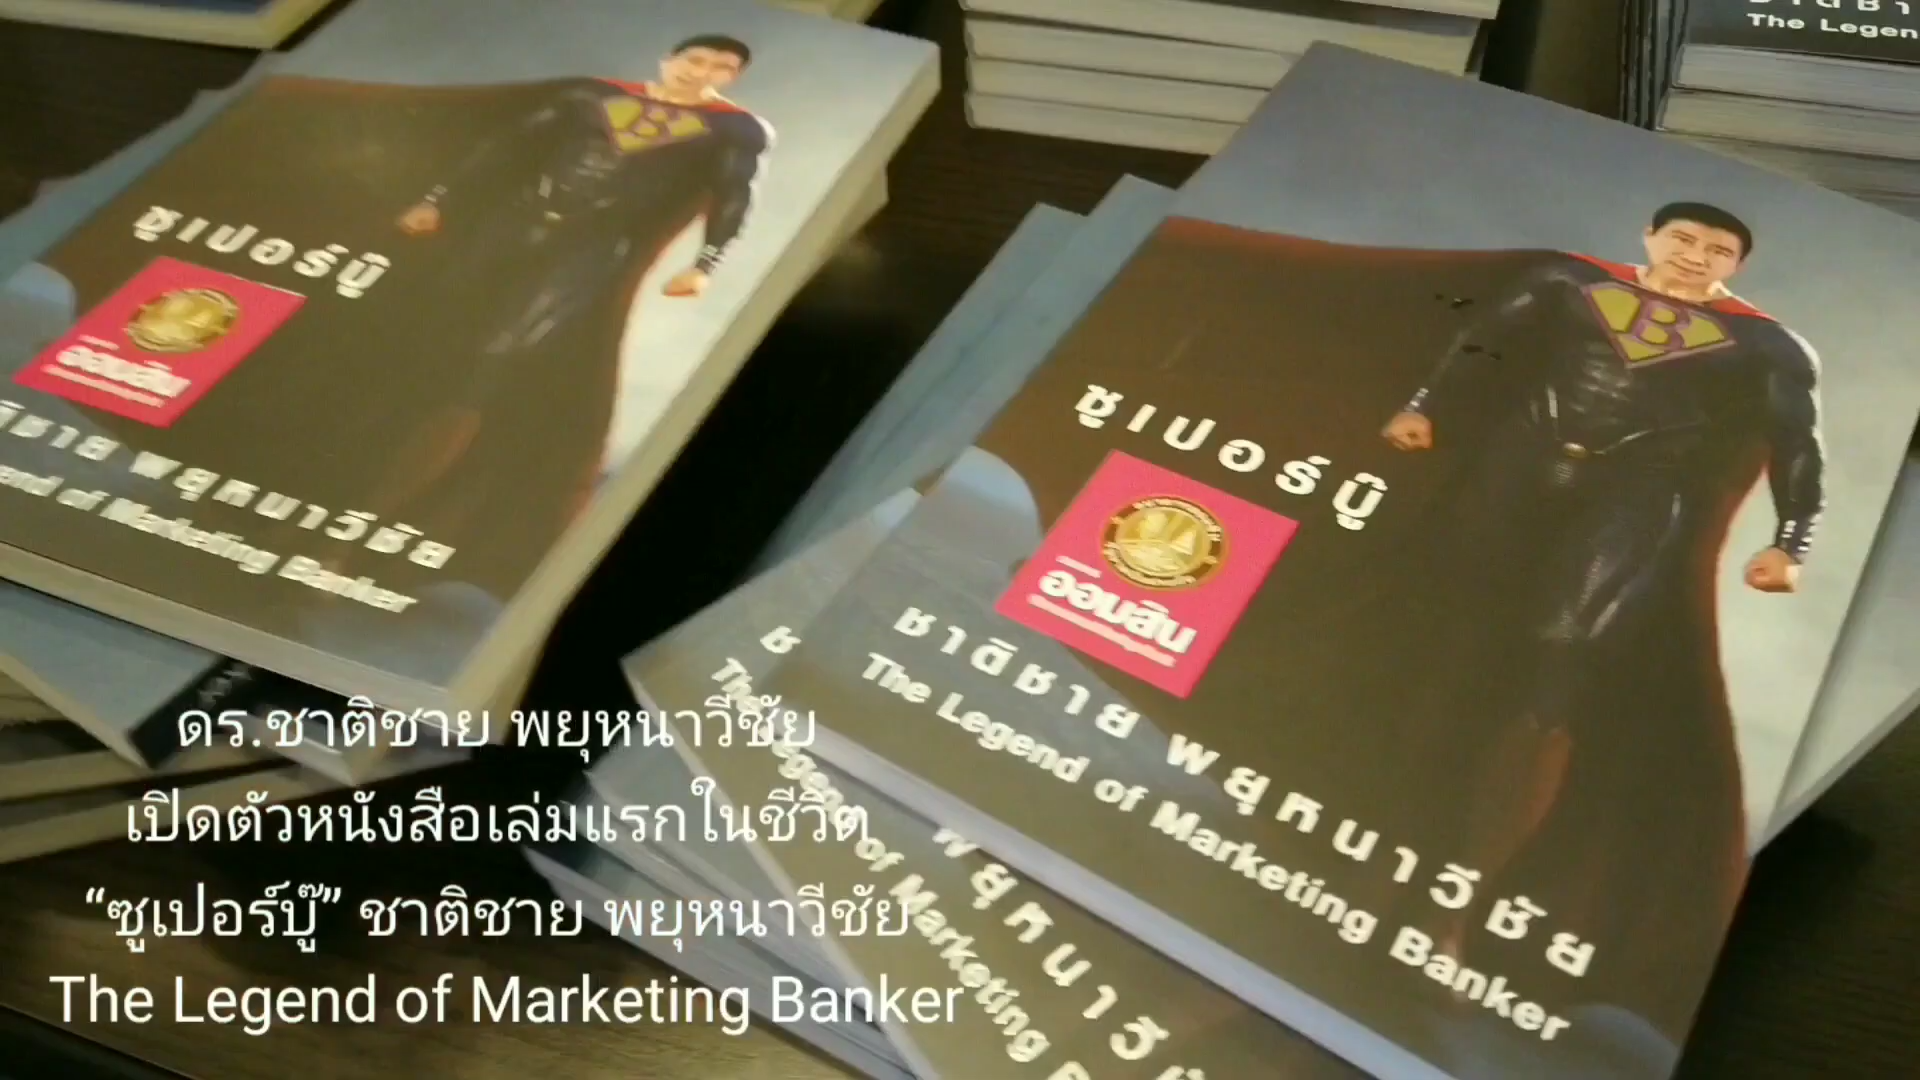 The Legen
B
ซูเปอร์บู๊
ออมสิน
ติชาย พยุหนาวีชัย
end of Marketing Banker
B
ซูเปอร์บู๊
ออมสิน
ชาติชาย พยุหนาวีชัย
The Legend of Marketing Banker
ดร.ชาติชาย พยุหนาวีชัย
เปิดตัวหนังสือเล่มแรกในชีวิต
“ซูเปอร์บู๊” ชาติชาย พยุหนาวีชัย
The Legend of Marketing Banker